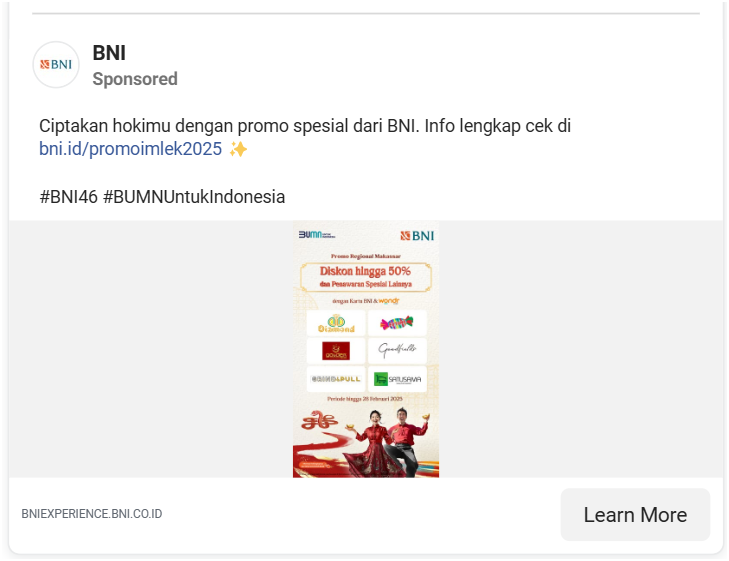 BNI
BNI
Sponsored
Ciptakan hokimu dengan promo spesial dari BNI. Info lengkap cek di
bni.id/promoimlek2025 ✨
#BNI46 #BUMNUntukIndonesia
BUMN
BNI
Promo Regional Makassar
Diskon hingga 50%
dan Penawaran Spesial Lainnya
dengan Kartu BNI & wondr
Diamond
GOLDEN
Goodfields
GRIND&PULL
SATUSAMA
Periode hingga 28 Februari 2025
BNIEXPERIENCE.BNI.CO.ID
Learn More